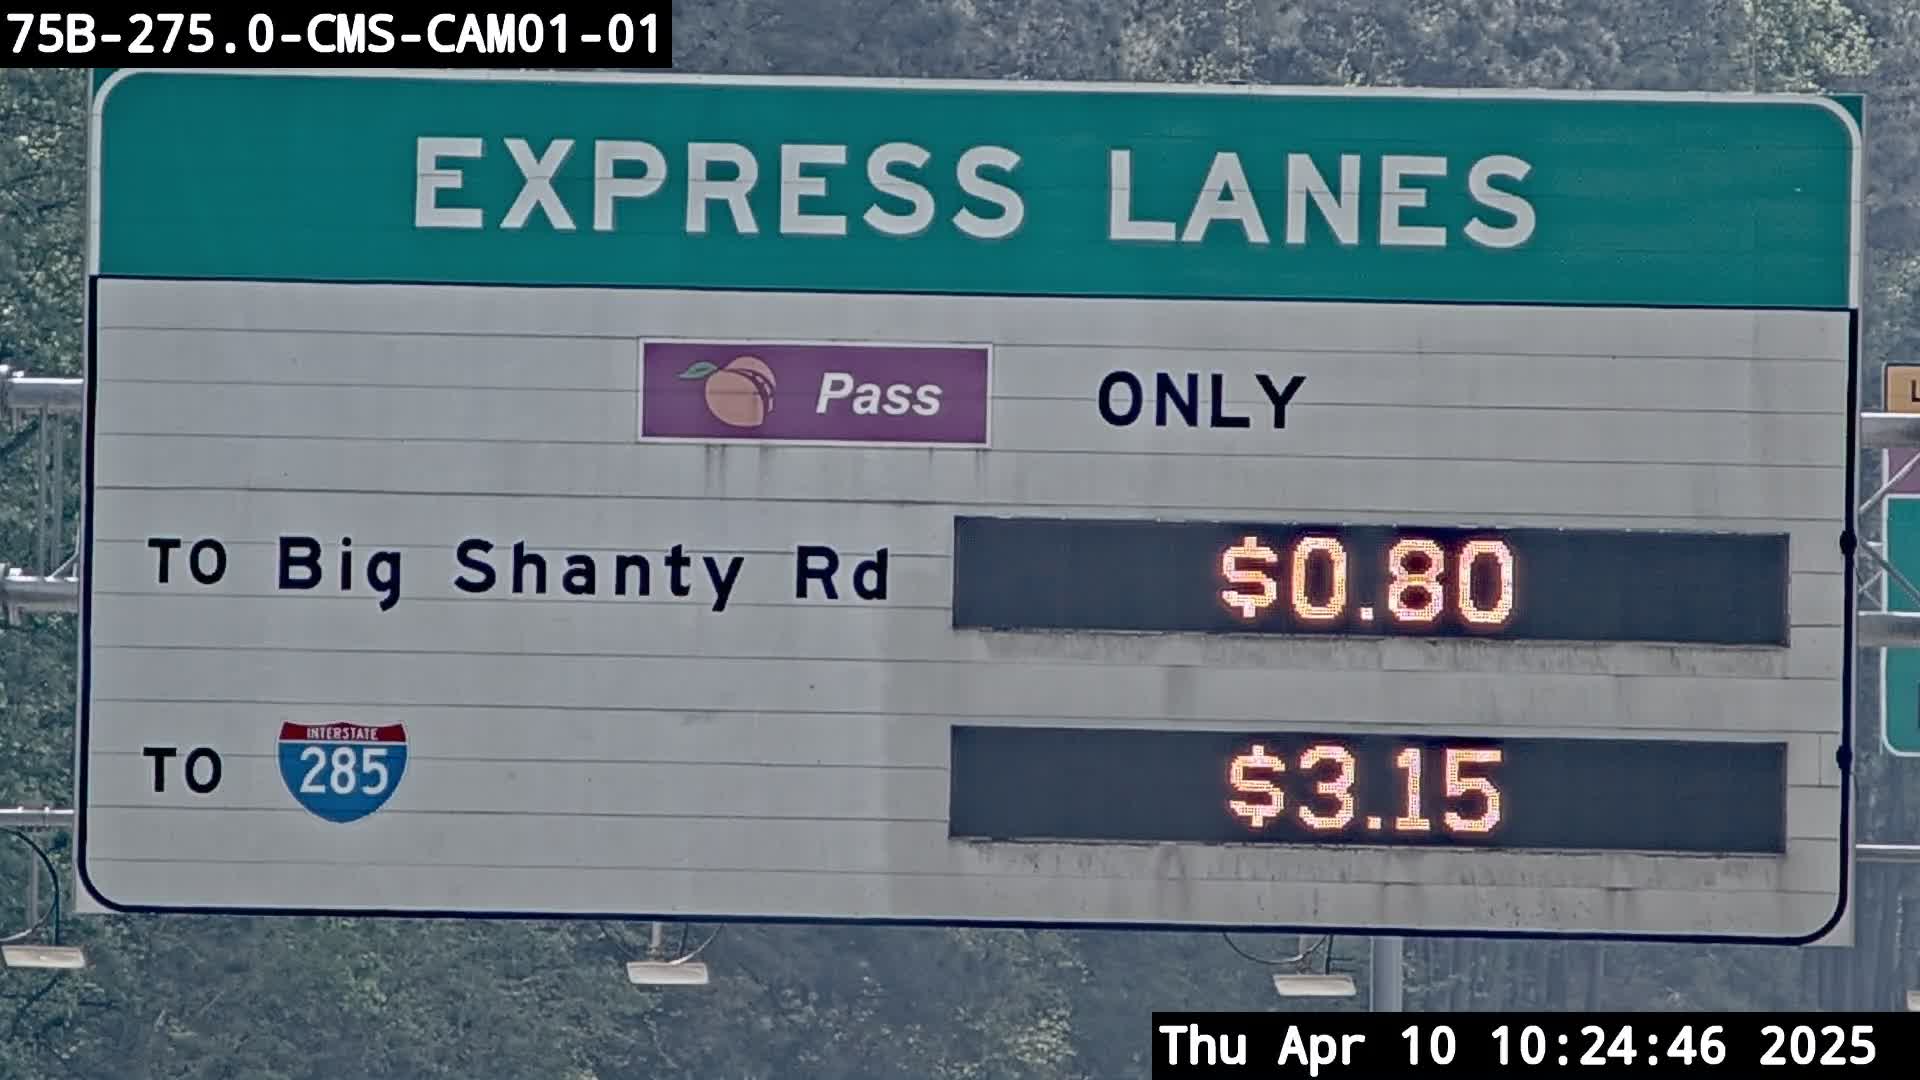 75B-275.0-CMS-CAM01-01
EXPRESS LANES
Pass ONLY
TO Big Shanty Rd $0.80
TO INTERSTATE 285 $3.15
Thu Apr 10 10:24:46 2025